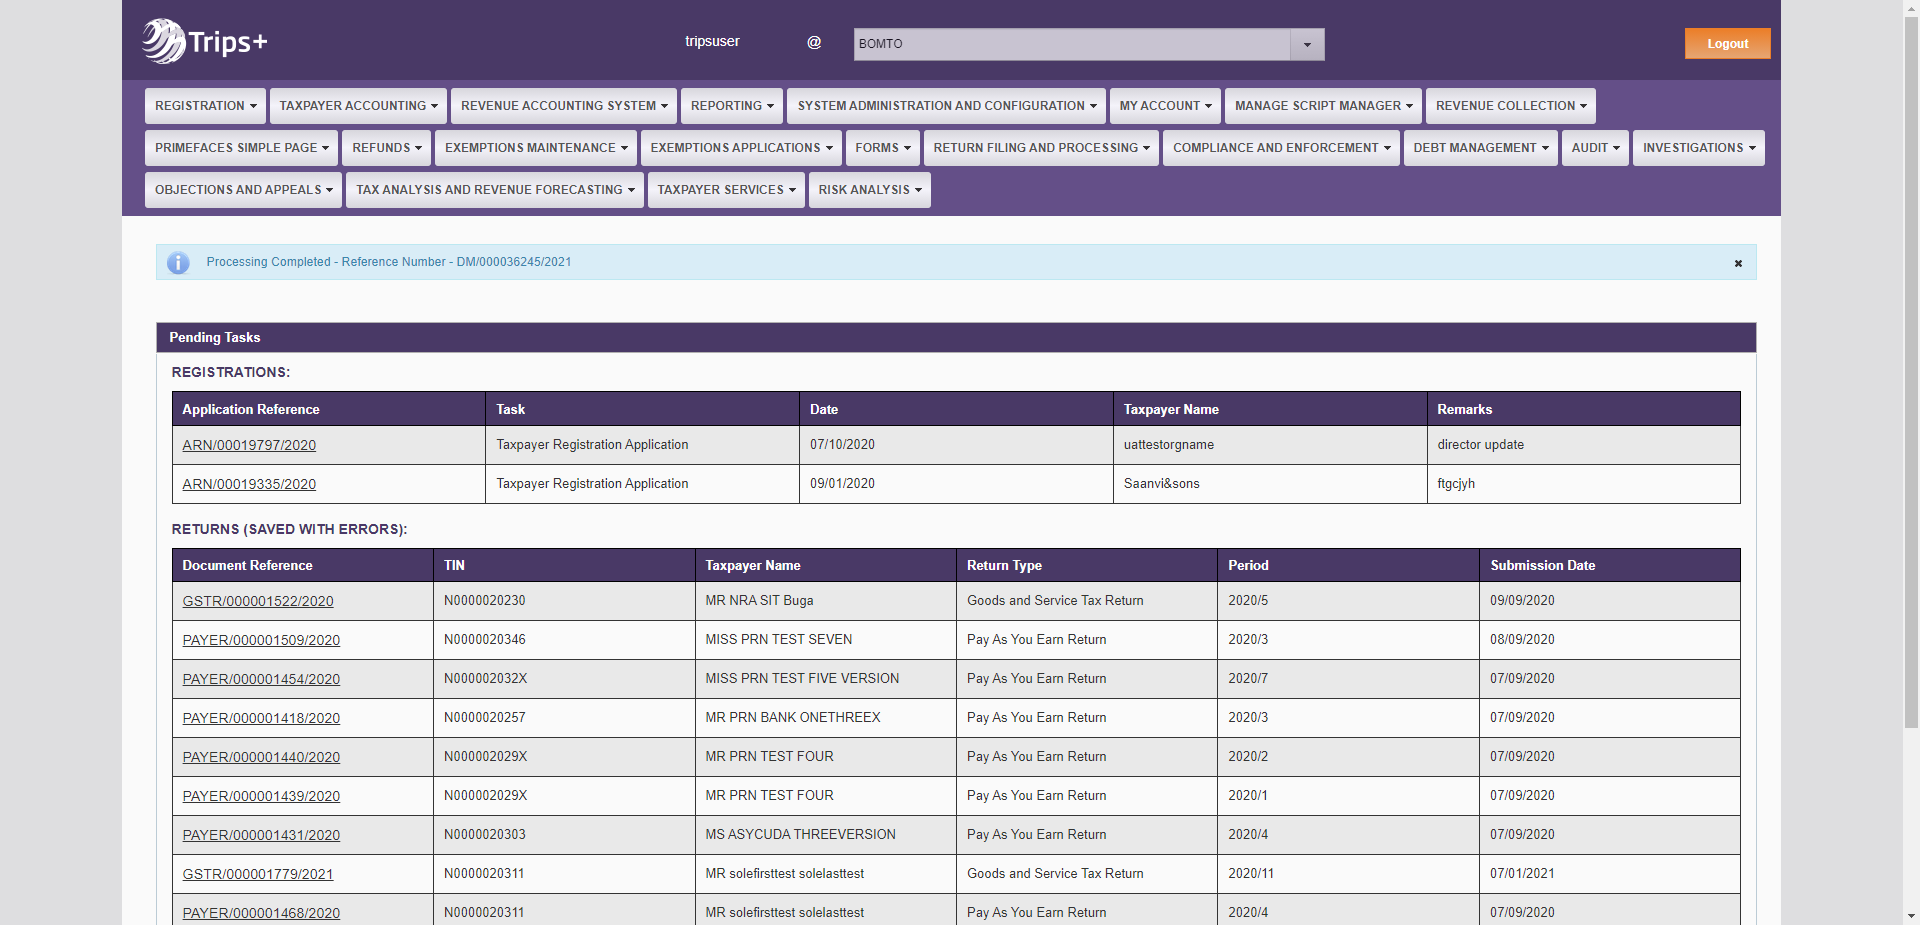 Trips+
tripsuser @ BOMTO Logout
REGISTRATION TAXPAYER ACCOUNTING REVENUE ACCOUNTING SYSTEM REPORTING SYSTEM ADMINISTRATION AND CONFIGURATION MY ACCOUNT MANAGE SCRIPT MANAGER REVENUE COLLECTION
PRIMEFACES SIMPLE PAGE REFUNDS EXEMPTIONS MAINTENANCE EXEMPTIONS APPLICATIONS FORMS RETURN FILING AND PROCESSING COMPLIANCE AND ENFORCEMENT DEBT MANAGEMENT AUDIT INVESTIGATIONS
OBJECTIONS AND APPEALS TAX ANALYSIS AND REVENUE FORECASTING TAXPAYER SERVICES RISK ANALYSIS
Processing Completed - Reference Number - DM/000036245/2021
Pending Tasks
REGISTRATIONS:
Application Reference Task Date Taxpayer Name Remarks
ARN/00019797/2020 Taxpayer Registration Application 07/10/2020 uattestorgname director update
ARN/00019335/2020 Taxpayer Registration Application 09/01/2020 Saanvi&sons ftgcjyh
RETURNS (SAVED WITH ERRORS):
Document Reference TIN Taxpayer Name Return Type Period Submission Date
GSTR/000001522/2020 N0000020230 MR NRA SIT Buga Goods and Service Tax Return 2020/5 09/09/2020
PAYER/000001509/2020 N0000020346 MISS PRN TEST SEVEN Pay As You Earn Return 2020/3 08/09/2020
PAYER/000001454/2020 N000002032X MISS PRN TEST FIVE VERSION Pay As You Earn Return 2020/7 07/09/2020
PAYER/000001418/2020 N0000020257 MR PRN BANK ONETHREEX Pay As You Earn Return 2020/3 07/09/2020
PAYER/000001440/2020 N000002029X MR PRN TEST FOUR Pay As You Earn Return 2020/2 07/09/2020
PAYER/000001439/2020 N000002029X MR PRN TEST FOUR Pay As You Earn Return 2020/1 07/09/2020
PAYER/000001431/2020 N0000020303 MS ASYCUDA THREEVERSION Pay As You Earn Return 2020/4 07/09/2020
GSTR/000001779/2021 N0000020311 MR solefirsttest solelasttest Goods and Service Tax Return 2020/11 07/01/2021
PAYER/000001468/2020 N0000020311 MR solefirsttest solelasttest Pay As You Earn Return 2020/4 07/09/2020